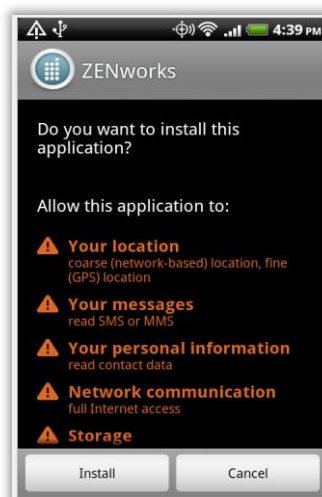 4:39 PM
ZENworks
Do you want to install this
application?
Allow this application to:
Your location
coarse (network-based) location, fine
(GPS) location
Your messages
read SMS or MMS
Your personal information
read contact data
Network communication
full Internet access
Storage
Install
Cancel